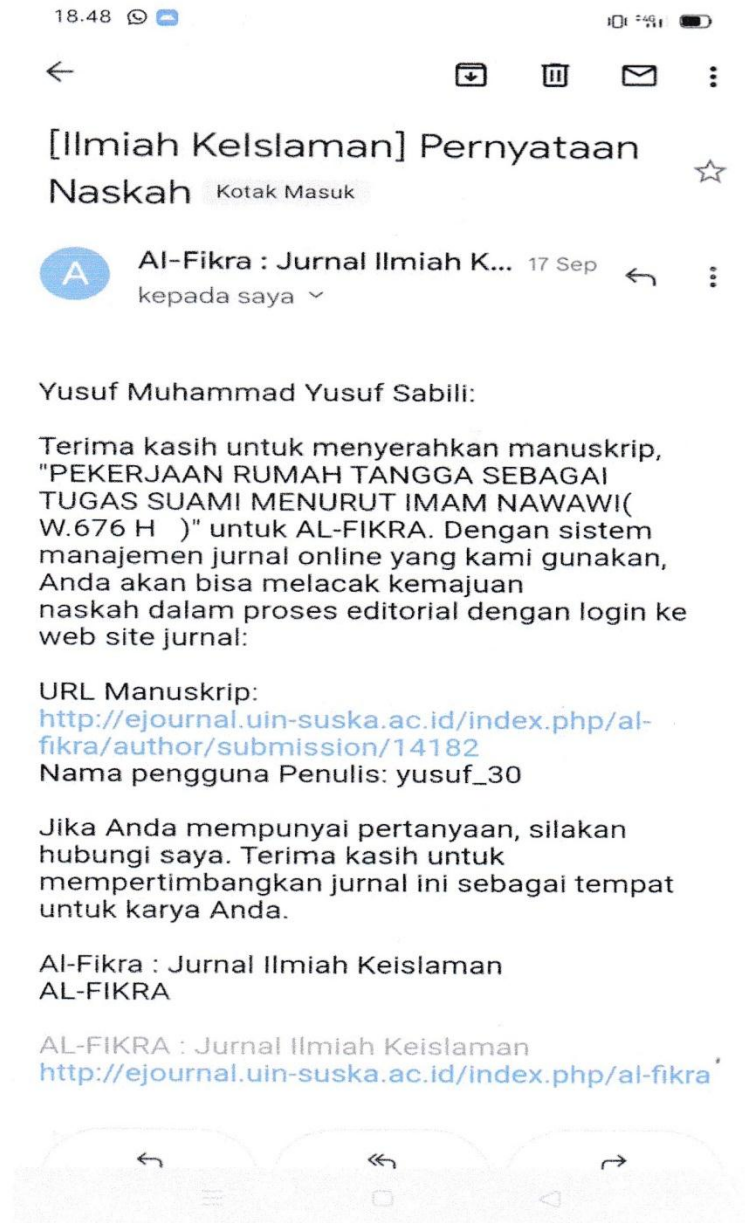 18.48
[Ilmiah KeIslaman] Pernyataan
Naskah Kotak Masuk
A
Al-Fikra : Jurnal Ilmiah K... 17 Sep
kepada saya
Yusuf Muhammad Yusuf Sabili:
Terima kasih untuk menyerahkan manuskrip,
"PEKERJAAN RUMAH TANGGA SEBAGAI
TUGAS SUAMI MENURUT IMAM NAWAWI(
W.676 H )" untuk AL-FIKRA. Dengan sistem
manajemen jurnal online yang kami gunakan,
Anda akan bisa melacak kemajuan
naskah dalam proses editorial dengan login ke
web site jurnal:
URL Manuskrip:
http://ejournal.uin-suska.ac.id/index.php/al-
fikra/author/submission/14182
Nama pengguna Penulis: yusuf_30
Jika Anda mempunyai pertanyaan, silakan
hubungi saya. Terima kasih untuk
mempertimbangkan jurnal ini sebagai tempat
untuk karya Anda.
Al-Fikra : Jurnal Ilmiah Keislaman
AL-FIKRA
AL-FIKRA : Jurnal Ilmiah Keislaman
http://ejournal.uin-suska.ac.id/index.php/al-fikra